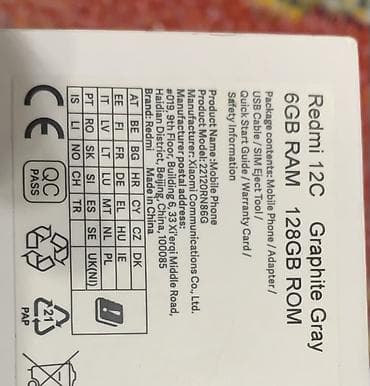 Redmi 12C Graphite Gray
6GB RAM 128GB ROM
Package contents: Mobile Phone / Adapter /
USB Cable / SIM Eject Tool /
Quick Start Guide / Warranty Card /
Safety Information
Product Name: Mobile Phone
Product Model: 22120RN86G
Manufacturer: Xiaomi Communications Co., Ltd.
Manufacturer postal address:
#019, 9th Floor, Building 6, 33 Xi'erqi Middle Road,
Haidian District, Beijing, China, 100085
Brand: Redmi Made in China
AT BE BG HR CY CZ DK
EE FI FR DE EL HU IE
IT LV LT LU MT NL PL
PT RO SK SI ES SE UK(NI)
IS LI NO CH TR
CE
QC
PASS
21
PAP